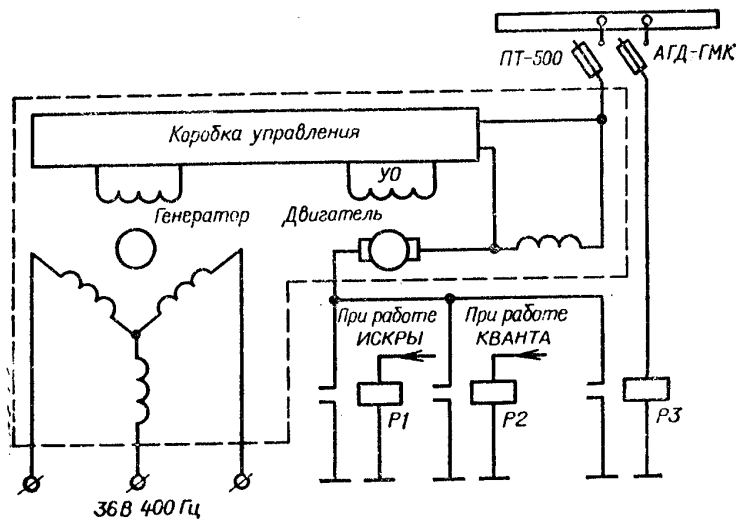 ПТ-500
АГД-ГМК
Коробка управления
УО
Генератор
Двигатель
При работе
ИСКРЫ
При работе
КВАНТА
Р1
Р2
Р3
36В 400 Гц